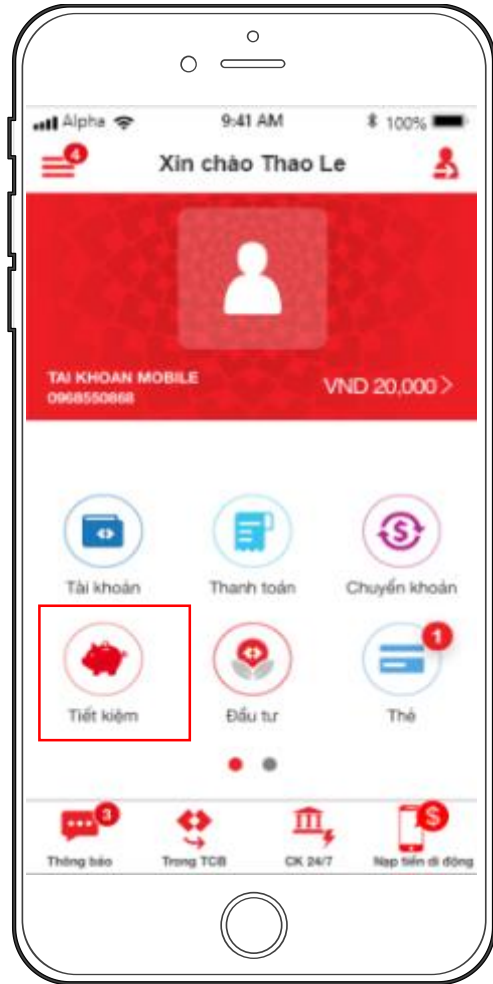 Alpha 9:41 AM 100%
4
Xin chào Thao Le
TAI KHOAN MOBILE
0968550868
VND 20,000 >
Tài khoản Thanh toán Chuyển khoản
1
Tiết kiệm Đầu tư Thẻ
3
Thông báo Trong TCB CK 24/7 Nạp tiền di động